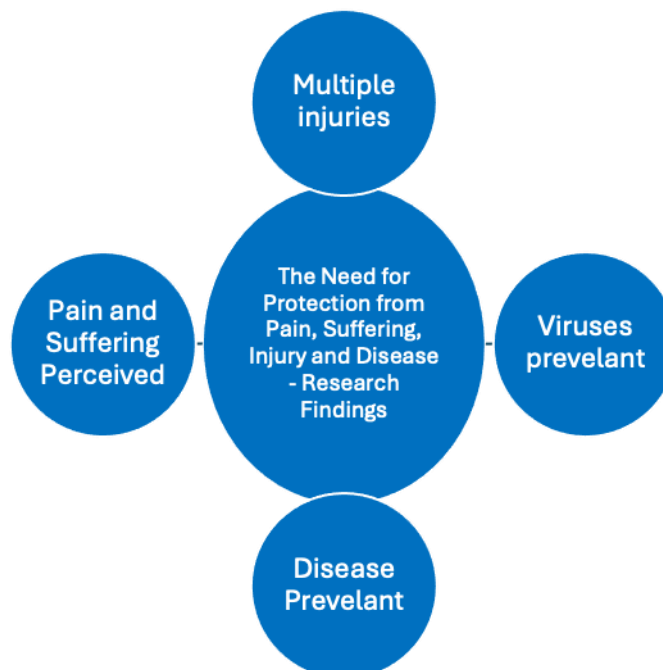 Multiple
injuries
The Need for
Protection from
Pain, Suffering,
Injury and Disease
- Research
Findings
Pain and
Suffering
Perceived
Viruses
prevelant
Disease
Prevelant